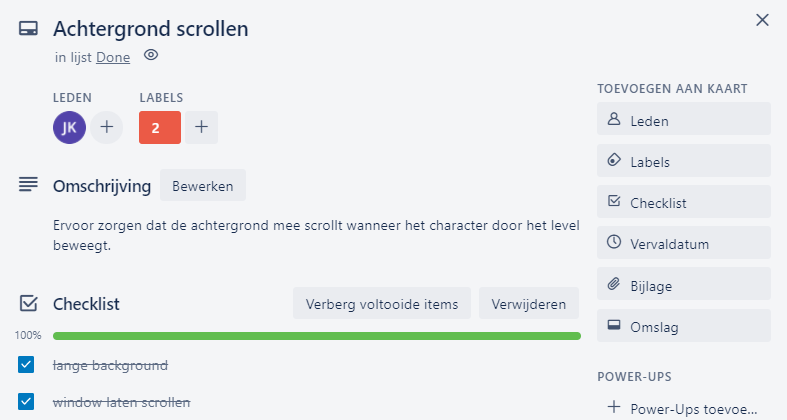 Achtergrond scrollen
in lijst Done
LEDEN
LABELS
JK
2
Omschrijving
Bewerken
Ervoor zorgen dat de achtergrond mee scrollt wanneer het character door het level
beweegt.
Checklist
Verberg voltooide items
Verwijderen
100%
lange background
window laten scrollen
TOEVOEGEN AAN KAART
Leden
Labels
Checklist
Vervaldatum
Bijlage
Omslag
POWER-UPS
Power-Ups toevoe...